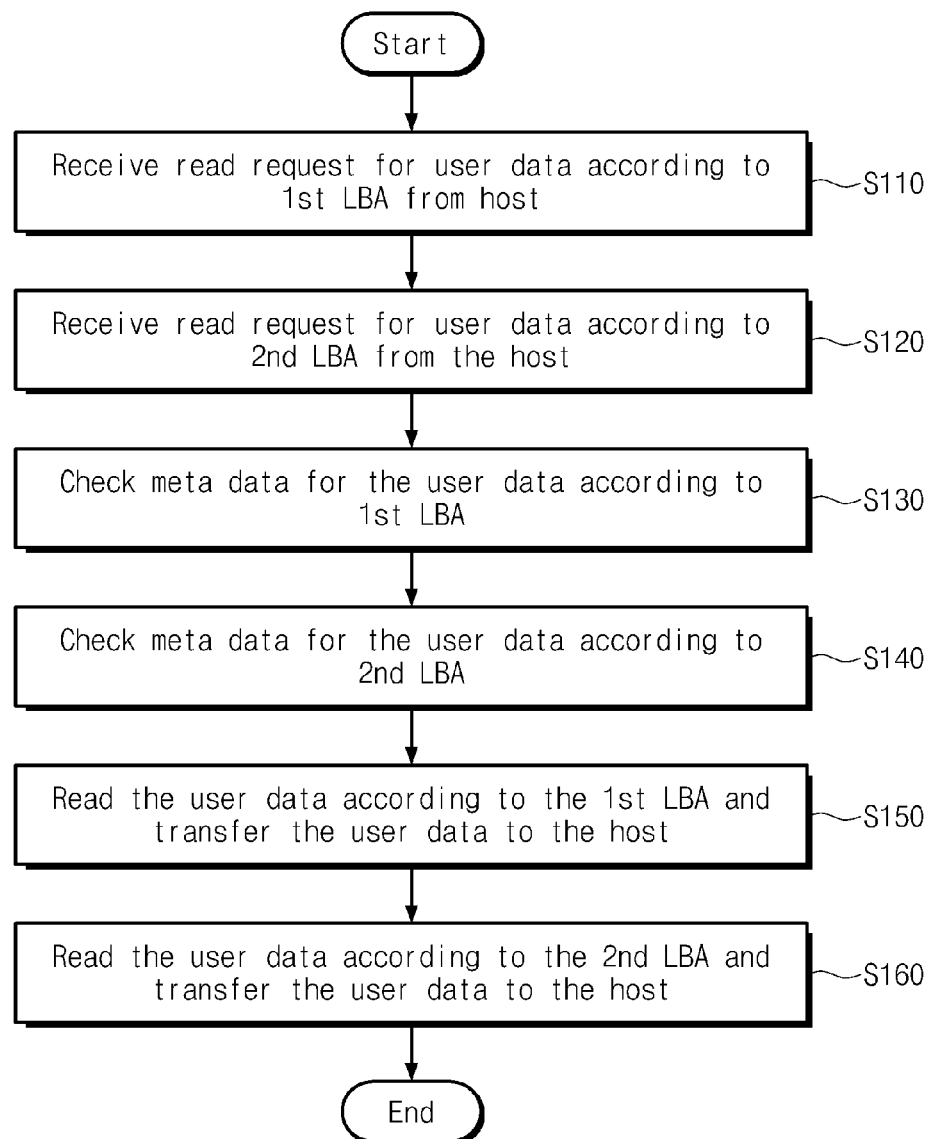 Start
Receive read request for user data according to
1st LBA from host
S110
Receive read request for user data according to
2nd LBA from the host
S120
Check meta data for the user data according to
1st LBA
S130
Check meta data for the user data according to
2nd LBA
S140
Read the user data according to the 1st LBA and
transfer the user data to the host
S150
Read the user data according to the 2nd LBA and
transfer the user data to the host
S160
End